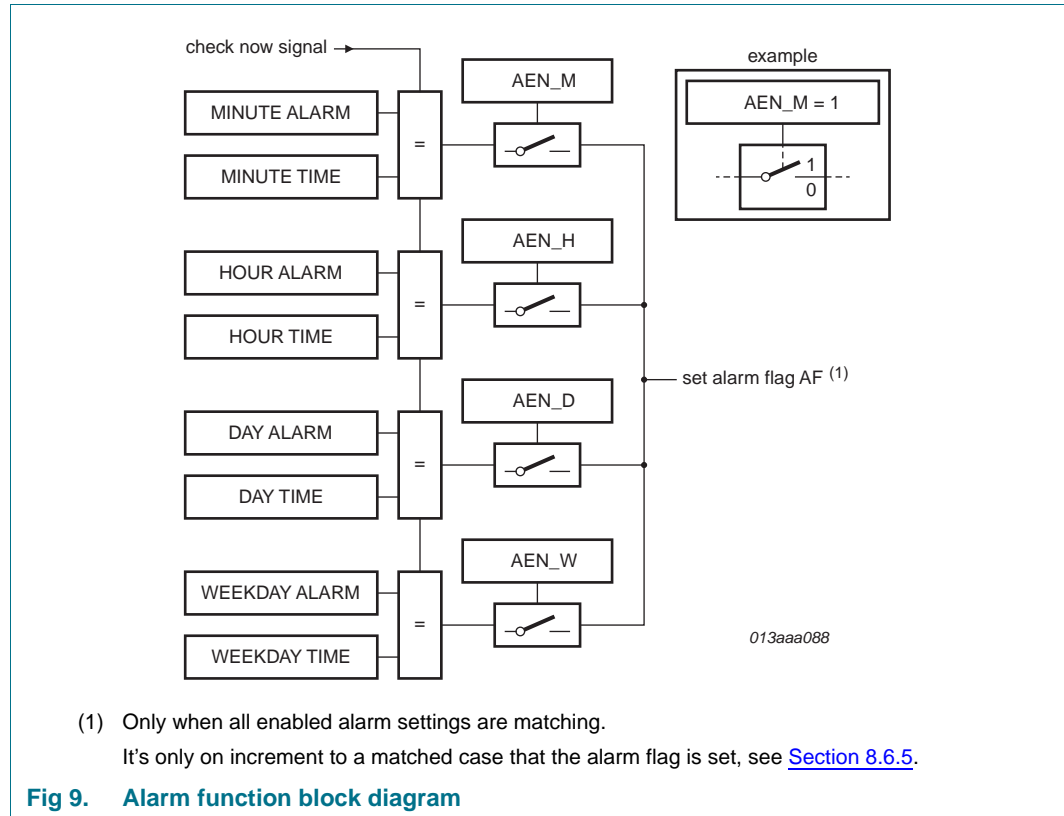 check now signal
example
AEN_M
AEN_M = 1
MINUTE ALARM
=
MINUTE TIME
1
0
AEN_H
HOUR ALARM
=
HOUR TIME
set alarm flag AF (1)
AEN_D
DAY ALARM
=
DAY TIME
AEN_W
WEEKDAY ALARM
=
WEEKDAY TIME
013aaa088
(1) Only when all enabled alarm settings are matching.
It's only on increment to a matched case that the alarm flag is set, see Section 8.6.5.
Fig 9. Alarm function block diagram